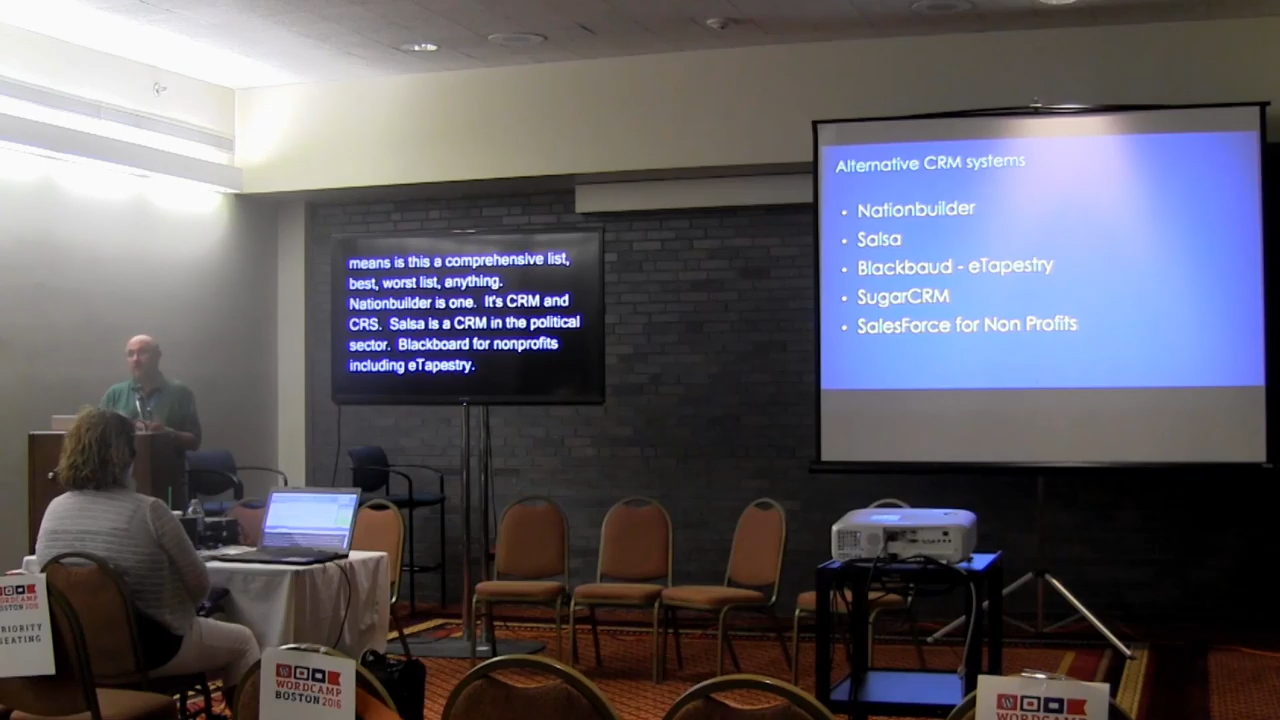 means is this a comprehensive list,
best, worst list, anything.
Nationbuilder is one. It's CRM and
CRS. Salsa is a CRM in the political
sector. Blackboard for nonprofits
including eTapestry.
Alternative CRM systems
• Nationbuilder
• Salsa
• Blackbaud - eTapestry
• SugarCRM
• SalesForce for Non Profits
WORDCAMP
BOSTON 2016
RIORITY
SEATING
WORDCAMP
BOSTON 2016
WORDCAMP